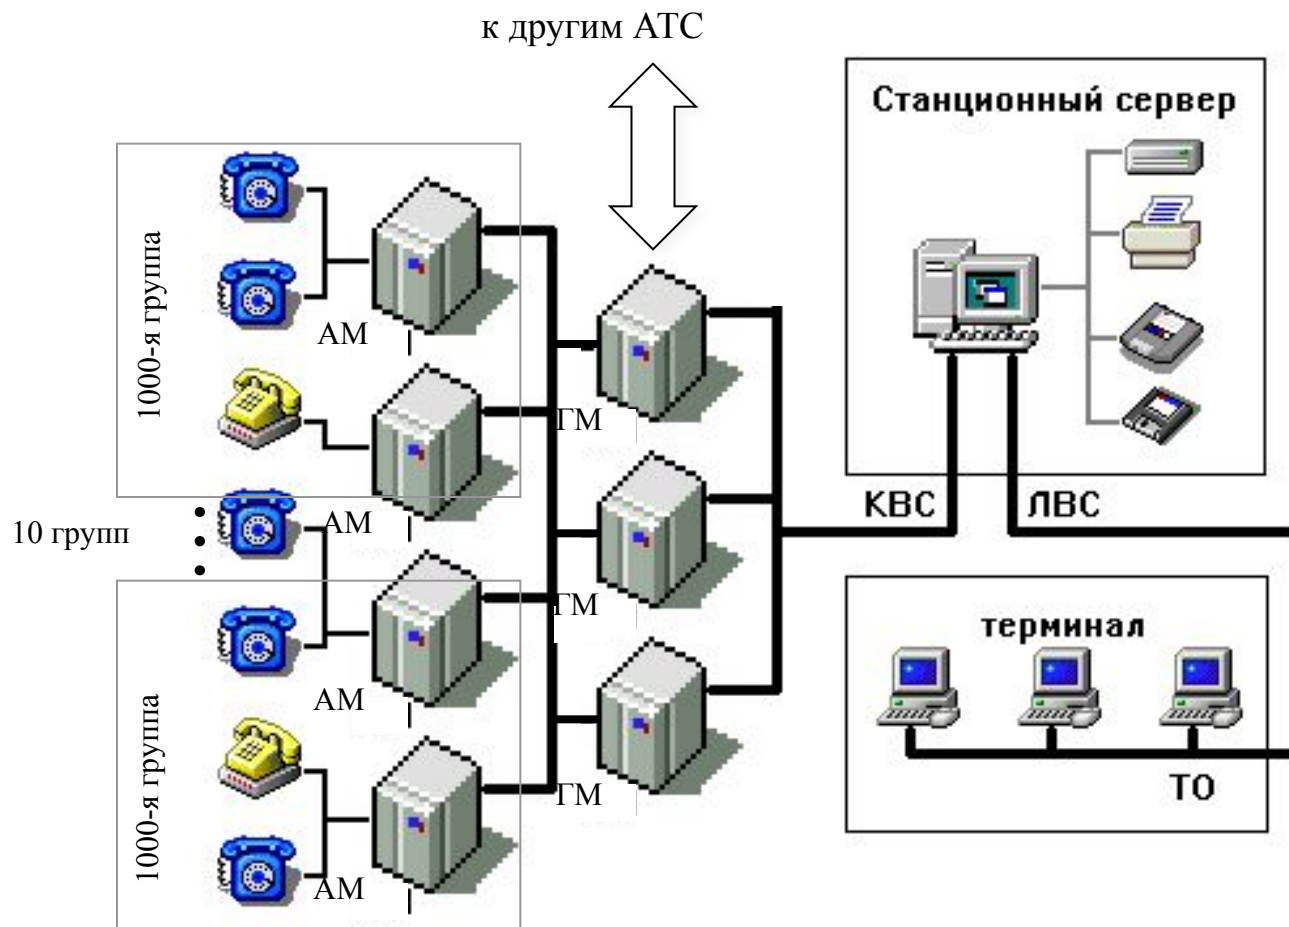 к другим АТС
Станционный сервер
1000-я группа
АМ
ГМ
КВС
ЛВС
10 групп
АМ
ГМ
терминал
АМ
1000-я группа
ГМ
ТО
АМ